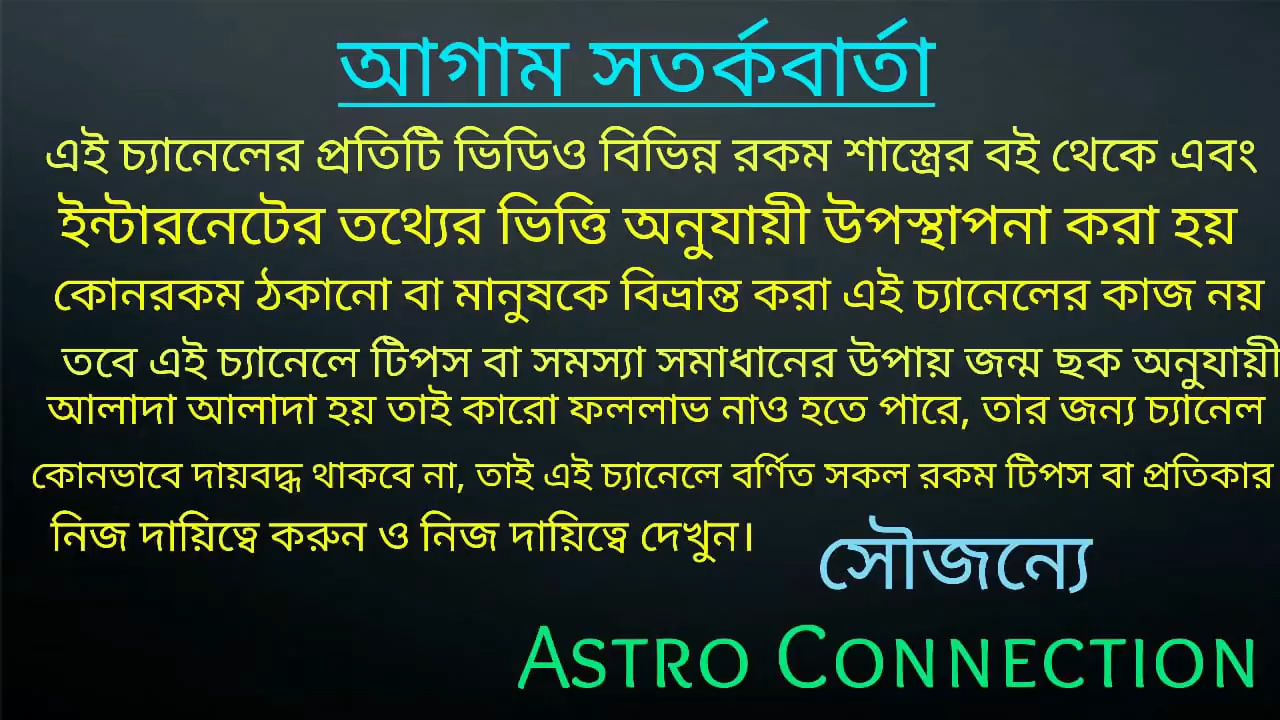 আগাম সতর্কবার্তা
এই চ্যানেলের প্রতিটি ভিডিও বিভিন্ন রকম শাস্ত্রের বই থেকে এবং
ইন্টারনেটের তথ্যের ভিত্তি অনুযায়ী উপস্থাপনা করা হয়
কোনরকম ঠকানো বা মানুষকে বিভ্রান্ত করা এই চ্যানেলের কাজ নয়
তবে এই চ্যানেলে টিপস বা সমস্যা সমাধানের উপায় জন্ম ছক অনুযায়ী
আলাদা আলাদা হয় তাই কারো ফললাভ নাও হতে পারে, তার জন্য চ্যানেল
কোনভাবে দায়বদ্ধ থাকবে না, তাই এই চ্যানেলে বর্ণিত সকল রকম টিপস বা প্রতিকার
নিজ দায়িত্বে করুন ও নিজ দায়িত্বে দেখুন।
সৌজন্যে
ASTRO CONNECTION